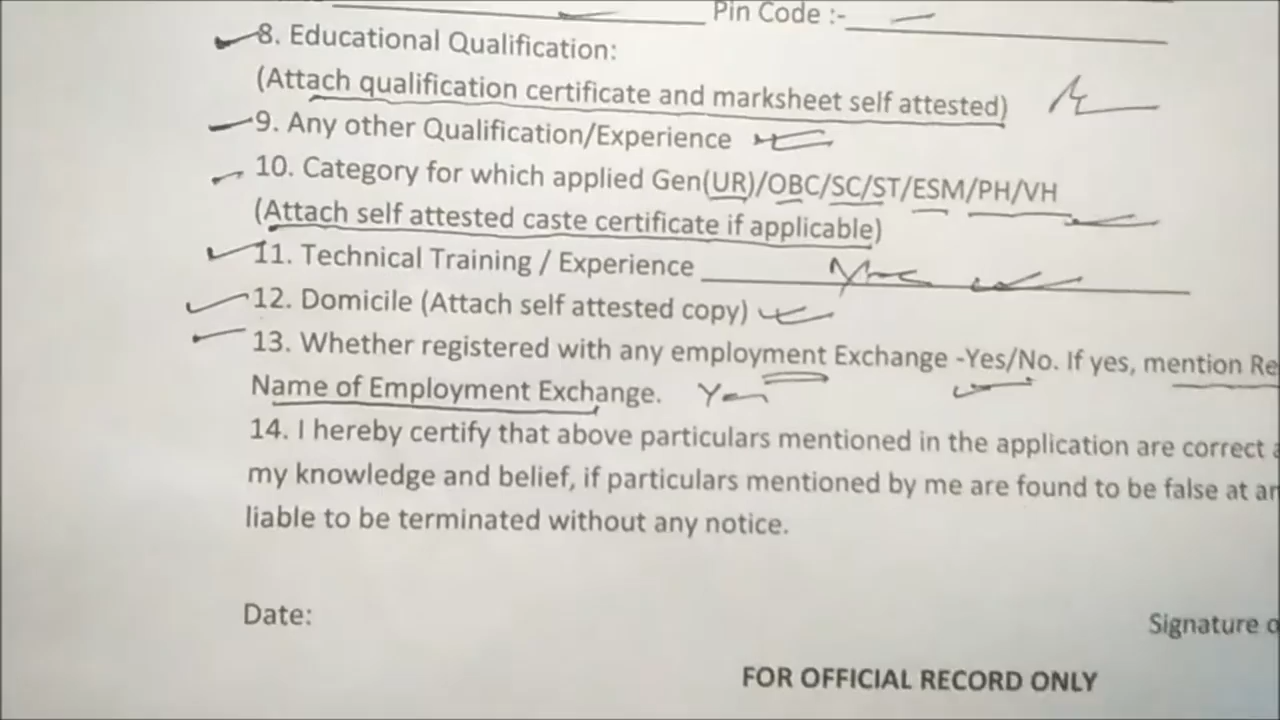 Pin Code :-
8. Educational Qualification:
(Attach qualification certificate and marksheet self attested)
9. Any other Qualification/Experience
10. Category for which applied Gen(UR)/OBC/SC/ST/ESM/PH/VH
(Attach self attested caste certificate if applicable)
11. Technical Training / Experience
12. Domicile (Attach self attested copy)
13. Whether registered with any employment Exchange -Yes/No. If yes, mention Re
Name of Employment Exchange. Yes
14. I hereby certify that above particulars mentioned in the application are correct a
my knowledge and belief, if particulars mentioned by me are found to be false at an
liable to be terminated without any notice.
Date:
Signature o
FOR OFFICIAL RECORD ONLY